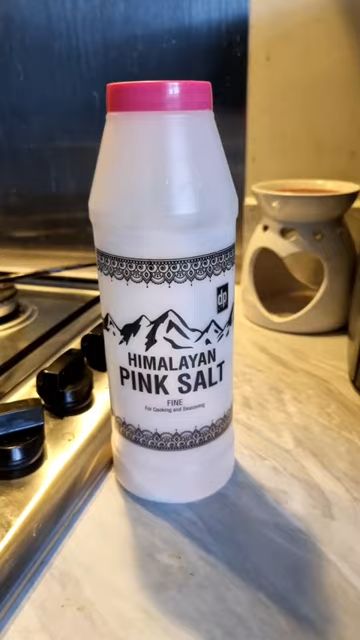 dp
HIMALAYAN
PINK SALT
FINE
For Cooking and Seasoning